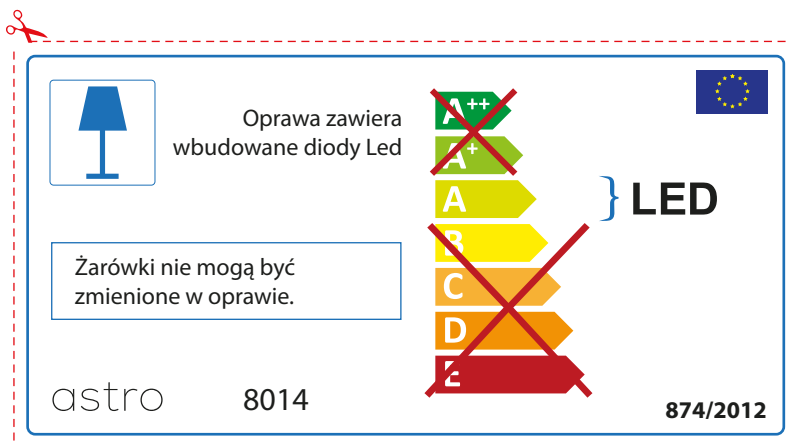 Oprawa zawiera
wbudowane diody Led
A++
A+
A
B
C
D
E
LED
Żarówki nie mogą być
zmienione w oprawie.
astro
8014
874/2012